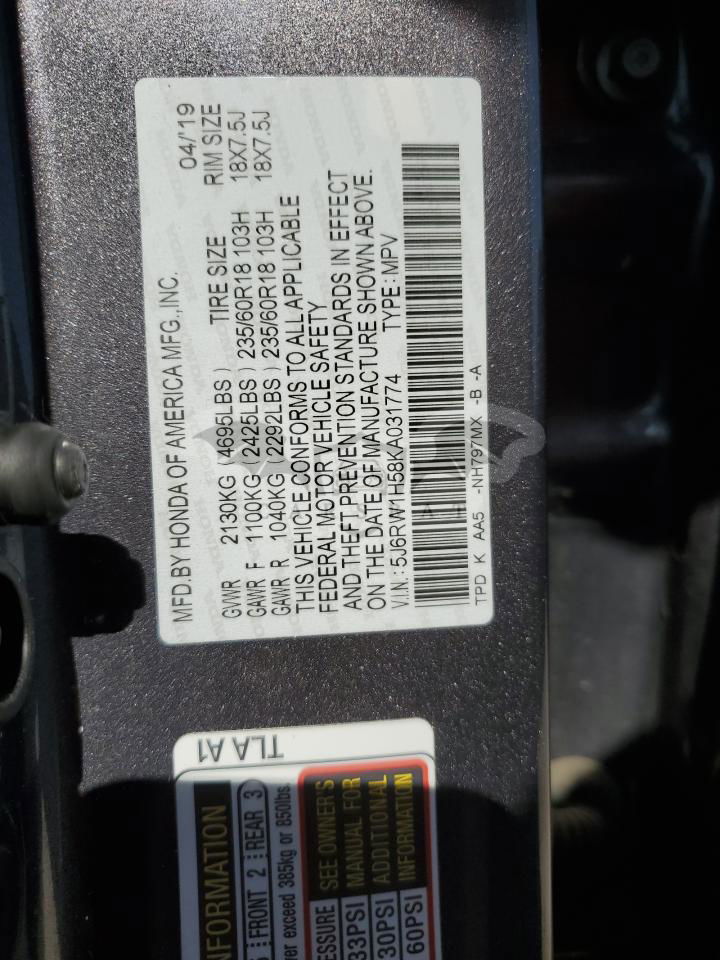 MFD.BY HONDA OF AMERICA MFG.,INC. 04/'19
GVWR 2130KG (4695LBS) TIRE SIZE RIM SIZE
GAWR F 1100KG (2425LBS) 235/60R18 103H 18X7.5J
GAWR R 1040KG (2292LBS) 235/60R18 103H 18X7.5J
THIS VEHICLE CONFORMS TO ALL APPLICABLE
FEDERAL MOTOR VEHICLE SAFETY
AND THEFT PREVENTION STANDARDS IN EFFECT
ON THE DATE OF MANUFACTURE SHOWN ABOVE.
V.I.N.: 5J6RW1H58KA031774 TYPE: MPV
TPD K AA5 -NH797MX -B -A
TLA A1
FRONT 2 REAR 3
exceed 385kg or 850lbs.
SEE OWNER'S
33PSI MANUAL FOR
30PSI ADDITIONAL
60PSI INFORMATION